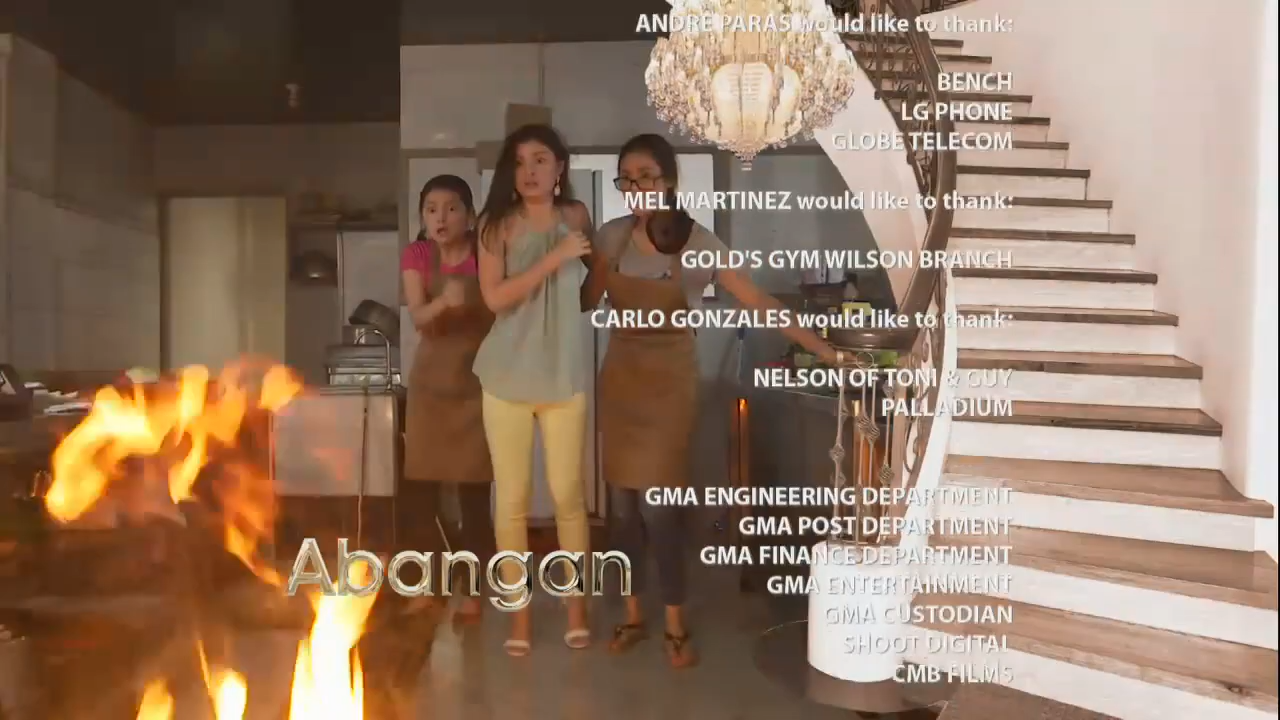 ANDRE PARAS would like to thank:
BENCH
LG PHONE
GLOBE TELECOM
MEL MARTINEZ would like to thank:
GOLD'S GYM WILSON BRANCH
CARLO GONZALES would like to thank:
NELSON OF TONI & GUY
PALLADIUM
GMA ENGINEERING DEPARTMENT
GMA POST DEPARTMENT
GMA FINANCE DEPARTMENT
GMA ENTERTAINMENT
GMA CUSTODIAN
SHOOT DIGITAL
CMB FILMS
Abangan